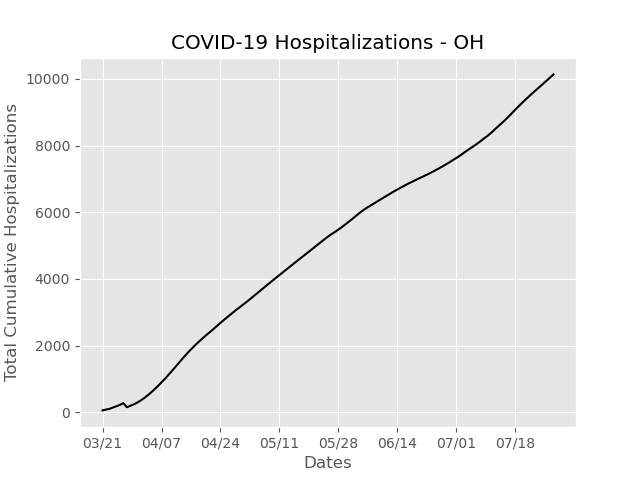 COVID-19 Hospitalizations - OH
Total Cumulative Hospitalizations
10000
8000
6000
4000
2000
0
03/21 04/07 04/24 05/11 05/28 06/14 07/01 07/18
Dates